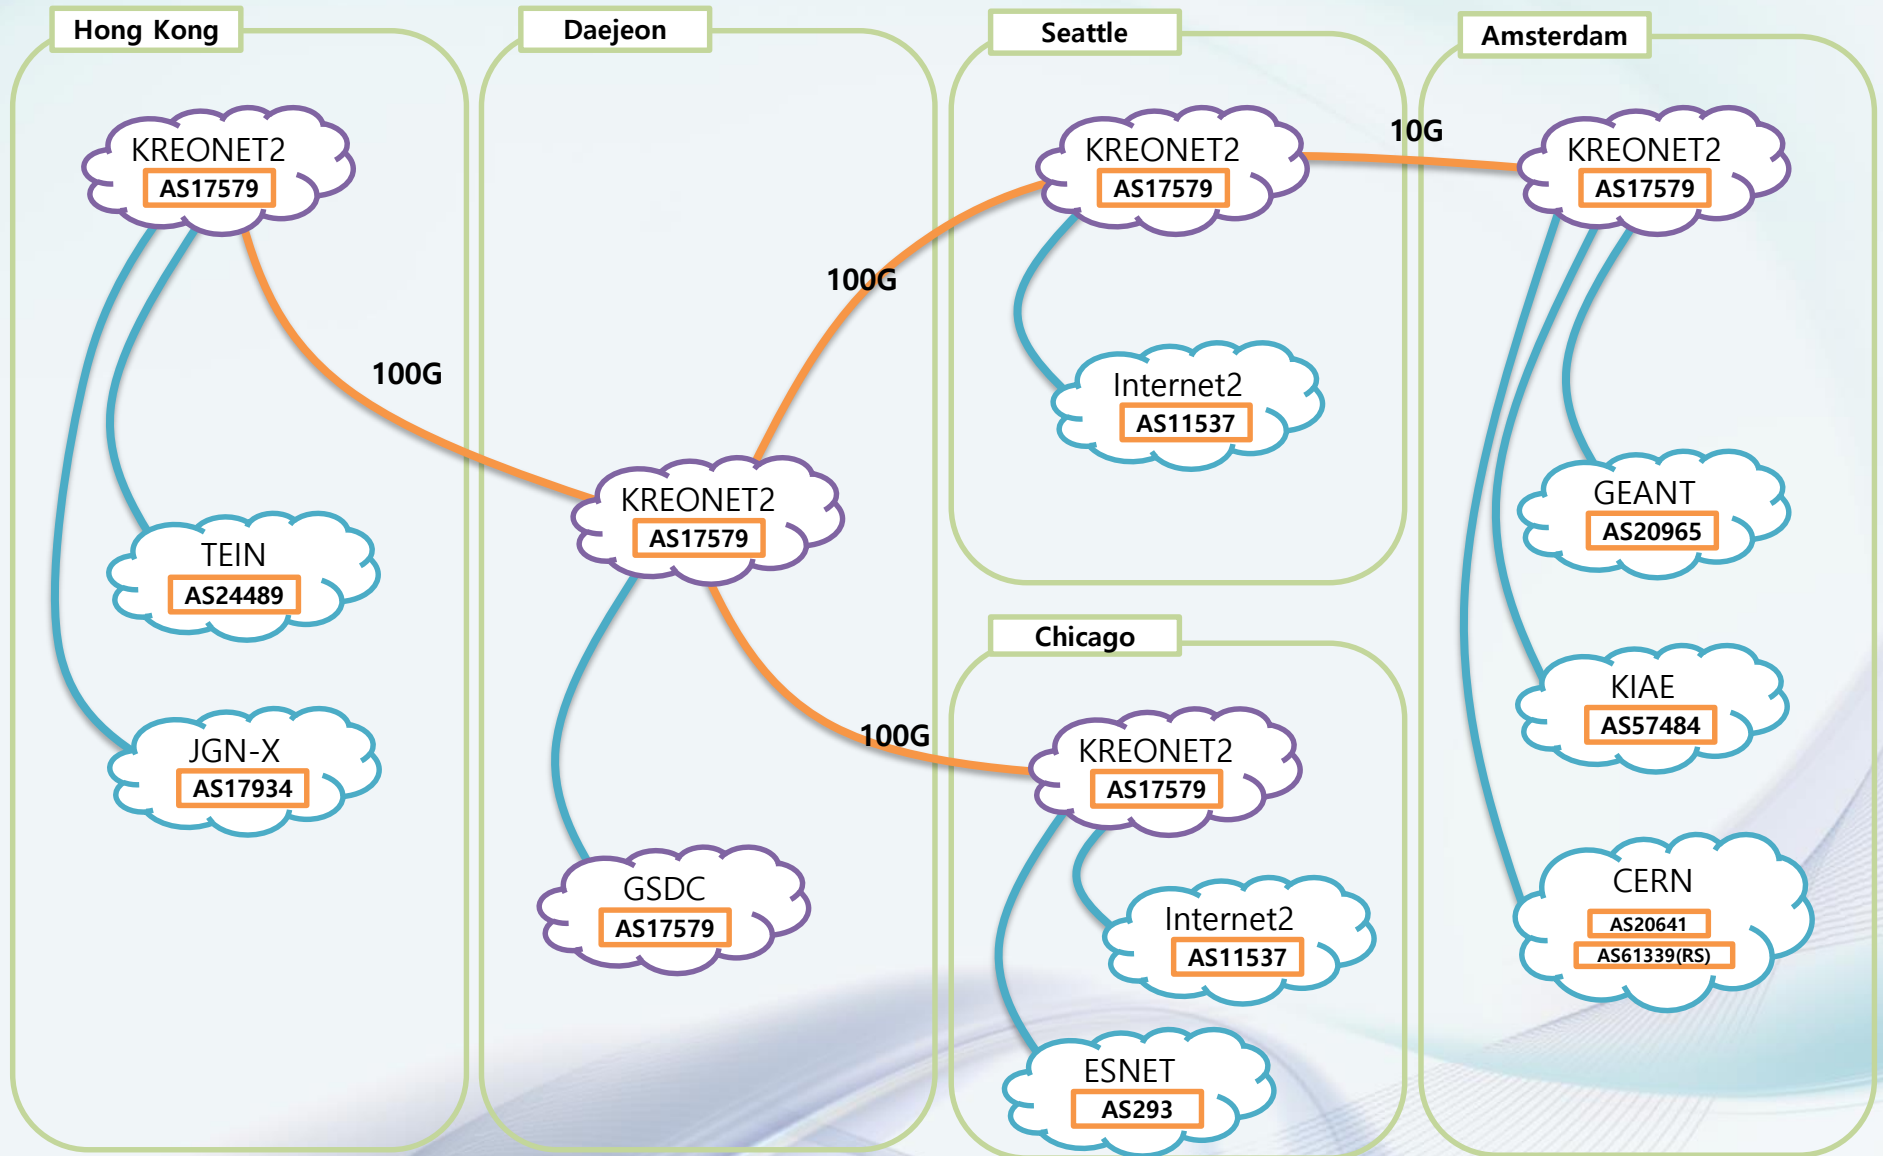 Hong Kong
KREONET2
AS17579
TEIN
AS24489
JGN-X
AS17934
100G
Daejeon
KREONET2
AS17579
GSDC
AS17579
100G
100G
Seattle
KREONET2
AS17579
Internet2
AS11537
10G
Chicago
KREONET2
AS17579
Internet2
AS11537
ESNET
AS293
Amsterdam
KREONET2
AS17579
GEANT
AS20965
KIAE
AS57484
CERN
AS20641
AS61339(RS)